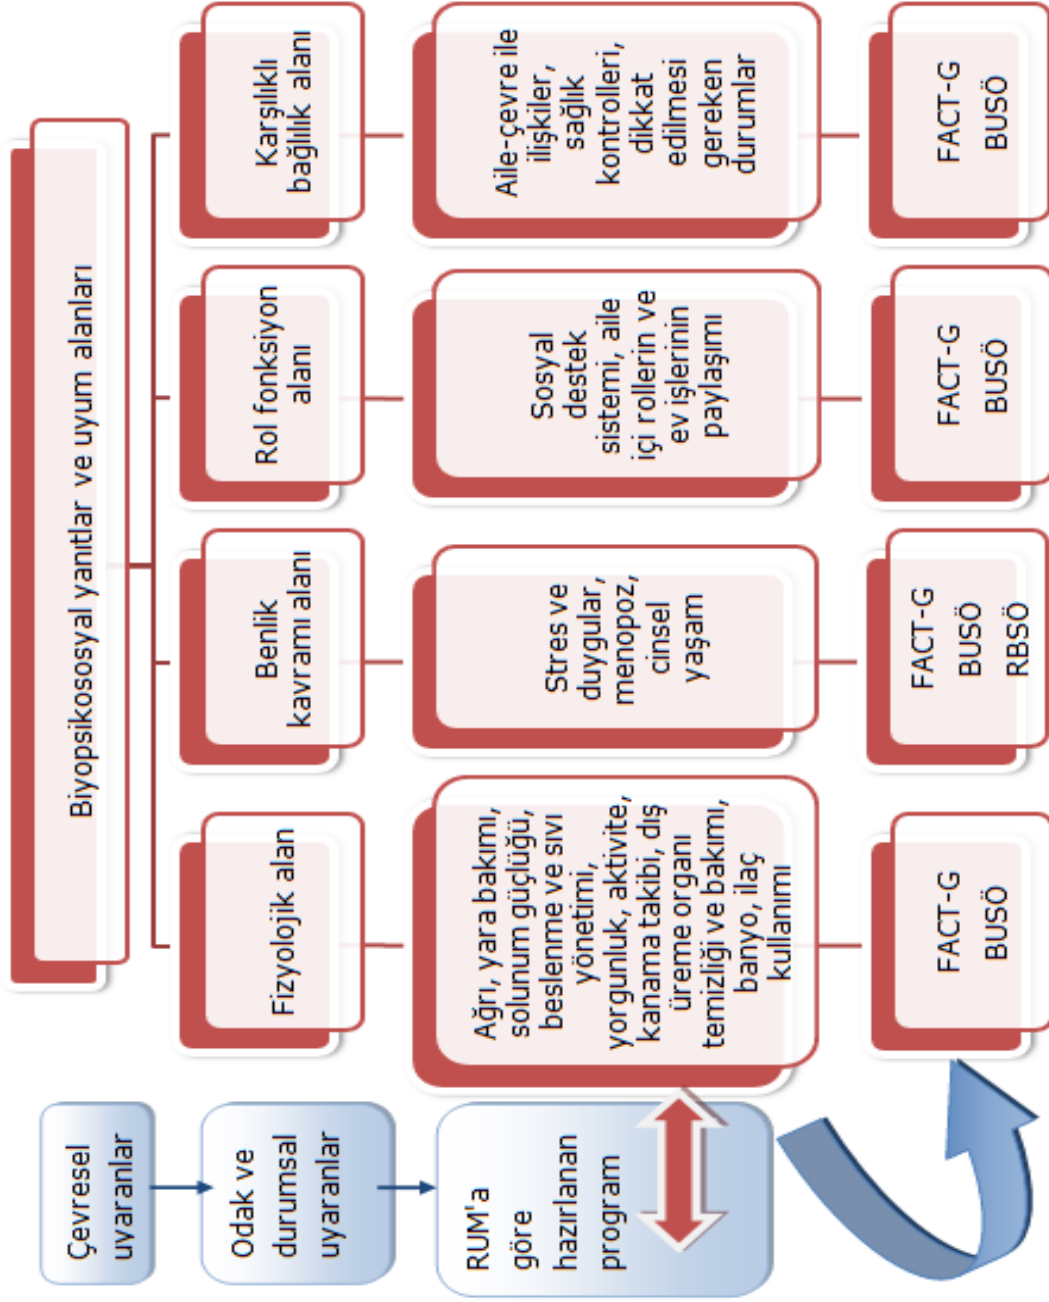 Çevresel
uyaranlar
Odak ve
durumsal
uyaranlar
RUM'a
göre
hazırlanan
program
Biyopsikososyal yanıtlar ve uyum alanları
Fizyolojik alan
Ağrı, yara bakımı,
solunum güçlüğü,
beslenme ve sıvı
yönetimi,
yorgunluk, aktivite,
kanama takibi, dış
üreme organı
temizliği ve bakımı,
banyo, ilaç
kullanımı
FACT-G
BUSÖ
Benlik
kavramı alanı
Stres ve
duygular,
menopoz,
cinsel
yaşam
FACT-G
BUSÖ
RBSÖ
Rol fonksiyon
alanı
Sosyal
destek
sistemi, aile
içi rollerin ve
ev işlerinin
paylaşımı
FACT-G
BUSÖ
Karşılıklı
bağlılık alanı
Aile-çevre ile
ilişkiler,
sağlık
kontrolleri,
dikkat
edilmesi
gereken
durumlar
FACT-G
BUSÖ